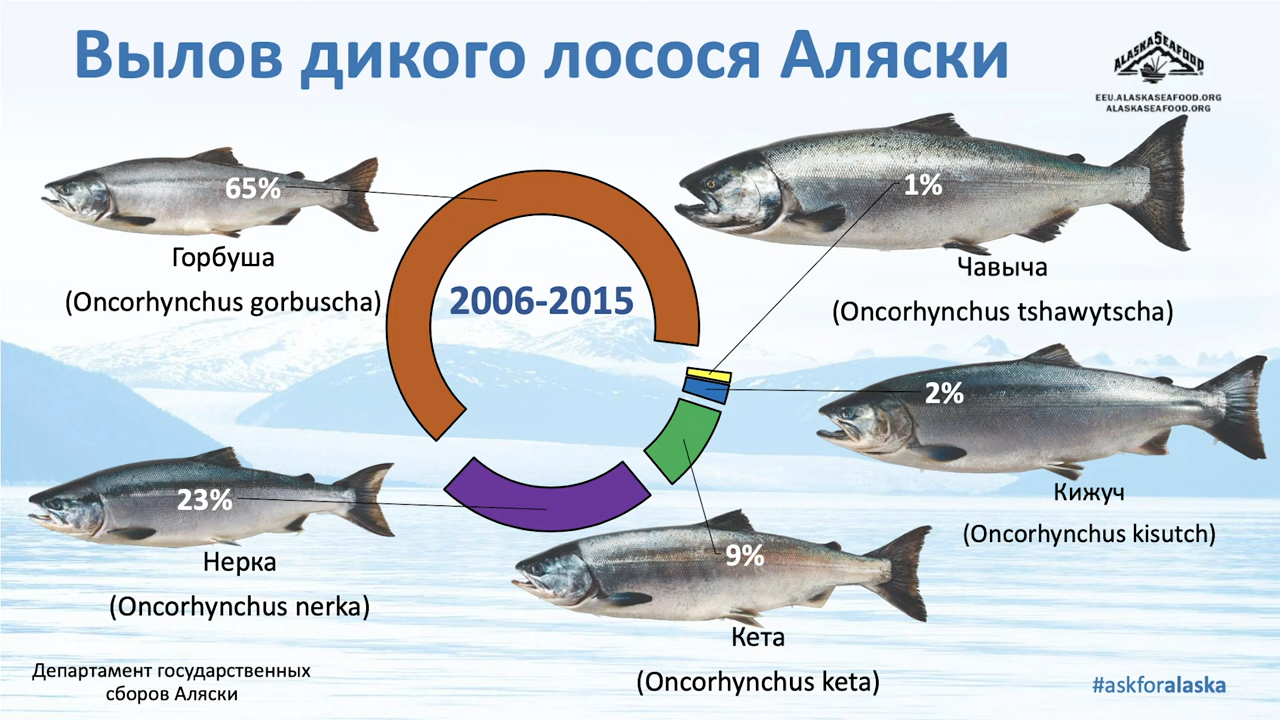 Вылов дикого лосося Аляски
ALASKA SEAFOOD
EEU.ALASKASEAFOOD.ORG
ALASKASEAFOOD.ORG
65%
Горбуша
(Oncorhynchus gorbuscha)
2006-2015
1%
Чавыча
(Oncorhynchus tshawytscha)
2%
Кижуч
(Oncorhynchus kisutch)
23%
Нерка
(Oncorhynchus nerka)
9%
Кета
(Oncorhynchus keta)
Департамент государственных
сборов Аляски
#askforalaska